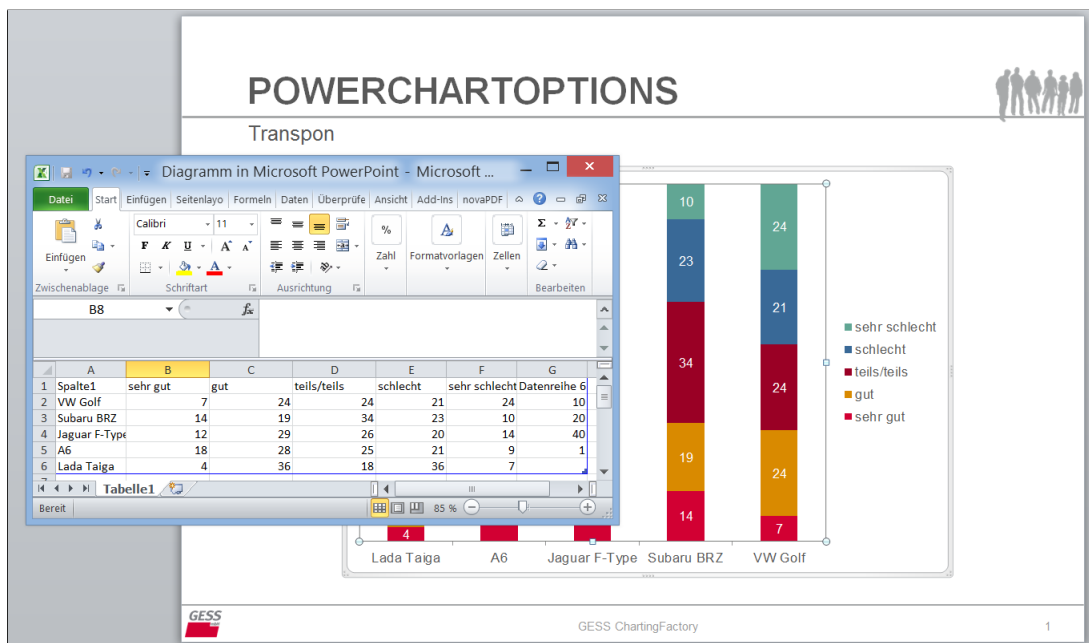 POWERCHARTOPTIONS
Transpon
Diagramm in Microsoft PowerPoint - Microsoft ...
Datei Start Einfügen Seitenlayo Formeln Daten Überprüfe Ansicht Add-Ins novaPDF
Calibri 11
F K U A A A
% A Σ
Einfügen Zahl Formatvorlagen Zellen
Zwischenablage Schriftart Ausrichtung Bearbeiten
B8 fx
A B C D E F G
1 Spalte1 sehr gut gut teils/teils schlecht sehr schlecht Datenreihe 6
2 VW Golf 7 24 24 21 24 10
3 Subaru BRZ 14 19 34 23 10 20
4 Jaguar F-Type 12 29 26 20 14 40
5 A6 18 28 25 21 9 1
6 Lada Taiga 4 36 18 36 7
Tabelle1
Bereit 85 %
10
23
34
19
14
24
21
24
24
7
4
sehr schlecht
schlecht
teils/teils
gut
sehr gut
Lada Taiga A6 Jaguar F-Type Subaru BRZ VW Golf
GESS
GESS ChartingFactory
1